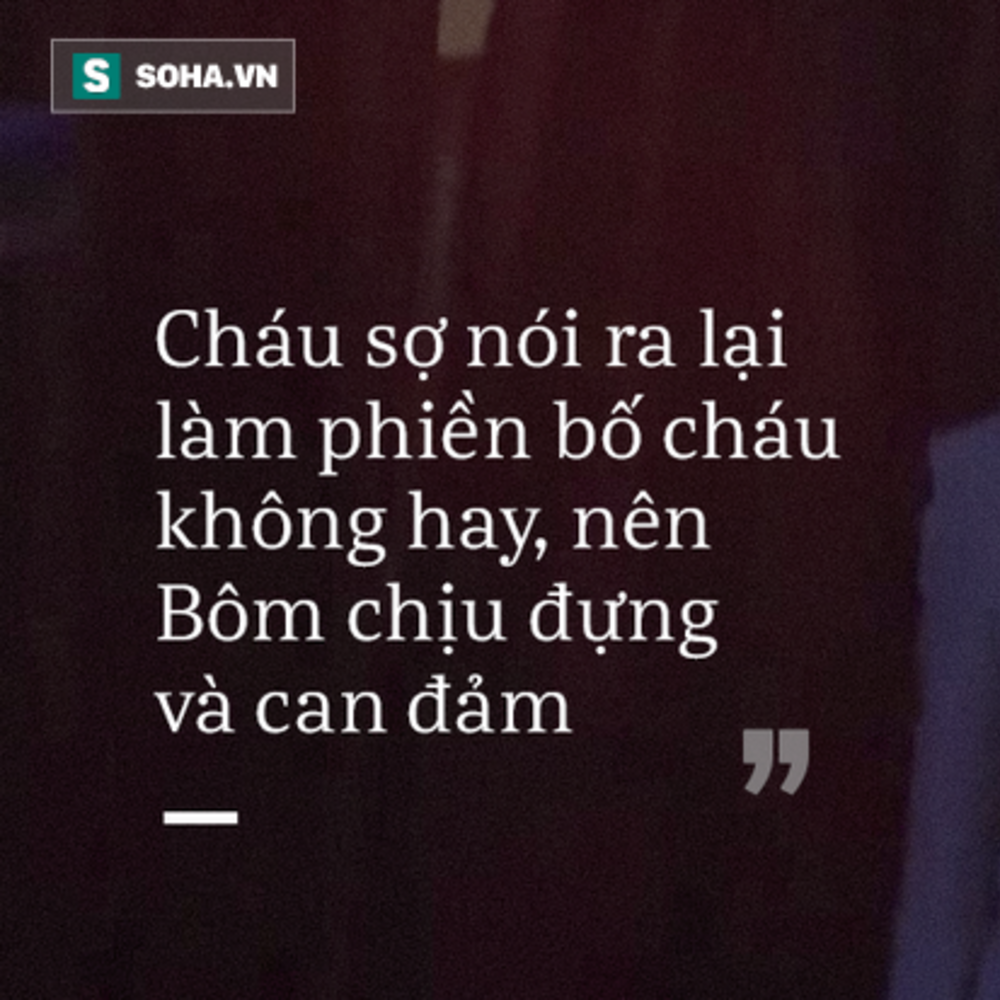 S SOHA.VN
Cháu sợ nói ra lại
làm phiền bố cháu
không hay, nên
Bôm chịu đựng
và can đảm
”